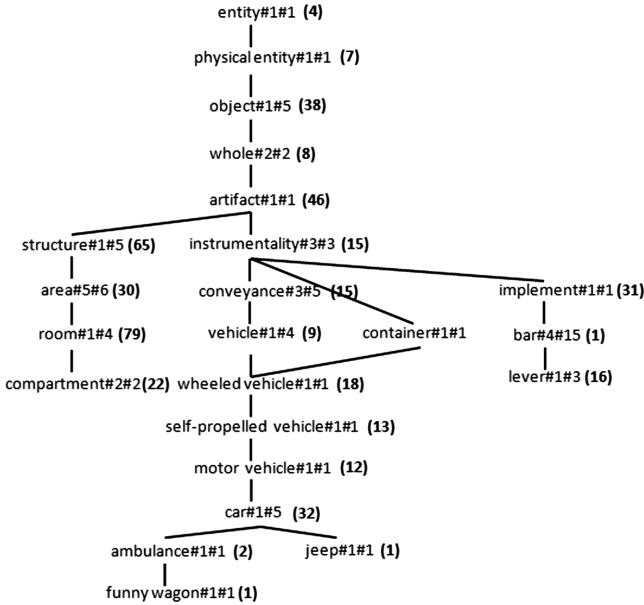 entity#1#1 (4)
physical entity#1#1 (7)
object#1#5 (38)
whole#2#2 (8)
artifact#1#1 (46)
structure#1#5 (65) instrumentality#3#3 (15)
area#5#6 (30) conveyance#3#5 (15) implement#1#1 (31)
room#1#4 (79) vehicle#1#4 (9) container#1#1 bar#4#15 (1)
compartment#2#2(22) wheeled vehicle#1#1 (18) lever#1#3 (16)
self-propelled vehicle#1#1 (13)
motor vehicle#1#1 (12)
car#1#5 (32)
ambulance#1#1 (2) jeep#1#1 (1)
funny wagon#1#1 (1)